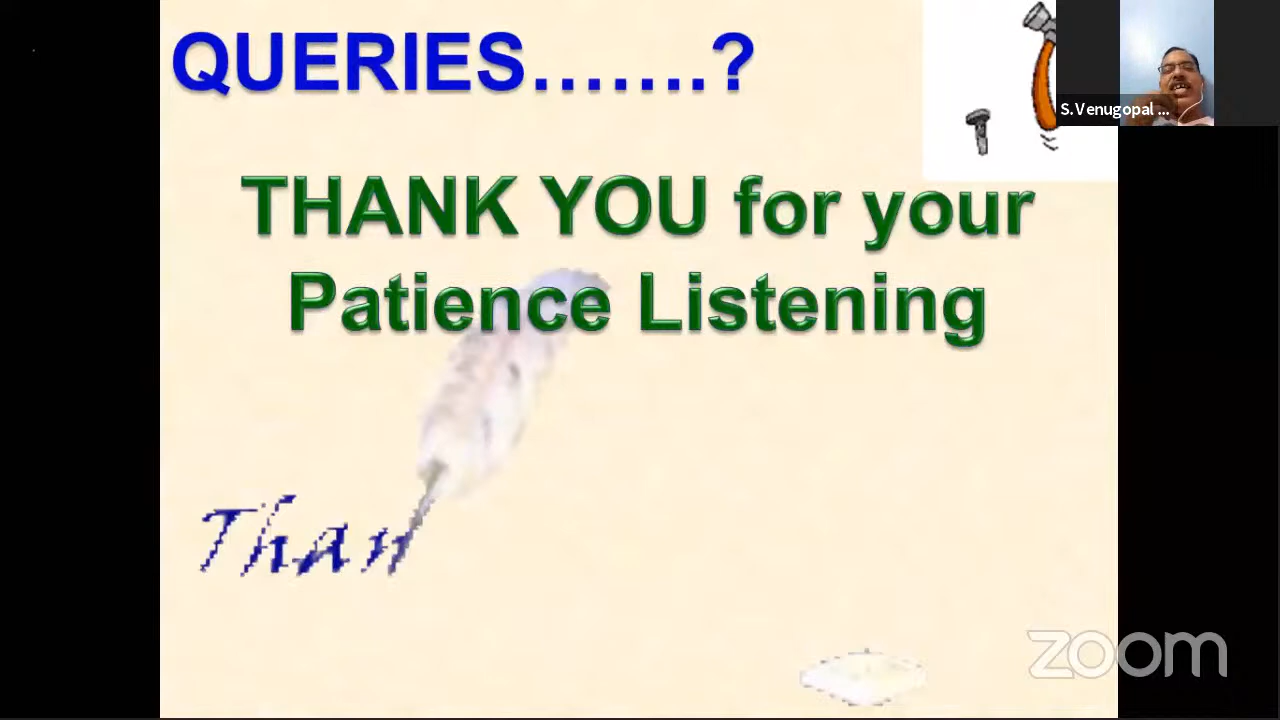 QUERIES…….?
S.Venugopal ...
THANK YOU for your
Patience Listening
Than
zoom